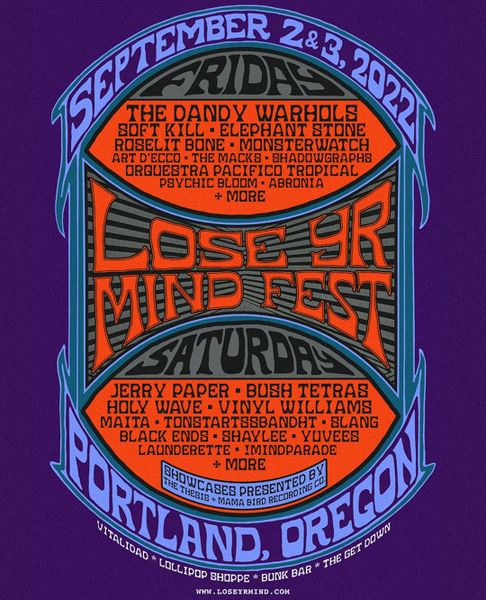 SEPTEMBER 2 & 3, 2022
FRIDAY
THE DANDY WARHOLS
SOFT KILL • ELEPHANT STONE
ROSELIT BONE • MONSTERWATCH
ART D'ECCO • THE MACKS • SHADOWGRAPHS
ORQUESTRA PACIFICO TROPICAL
PSYCHIC BLOOM • ABRONIA
+ MORE
LOSE YR
MIND FEST
SATURDAY
JERRY PAPER • BUSH TETRAS
HOLY WAVE • VINYL WILLIAMS
MAITA • TONSTARTSSBANDHT • SLANG
BLACK ENDS • SHAYLEE • YUVEES
LAUNDERETTE • IMINDPARADE
+ MORE
SHOWCASES PRESENTED BY
THE THESIS + MAMA BIRD RECORDING CO.
PORTLAND, OREGON
VITALIDAD * LOLLIPOP SHOPPE * BUNK BAR * THE GET DOWN
WWW.LOSEYRMIND.COM